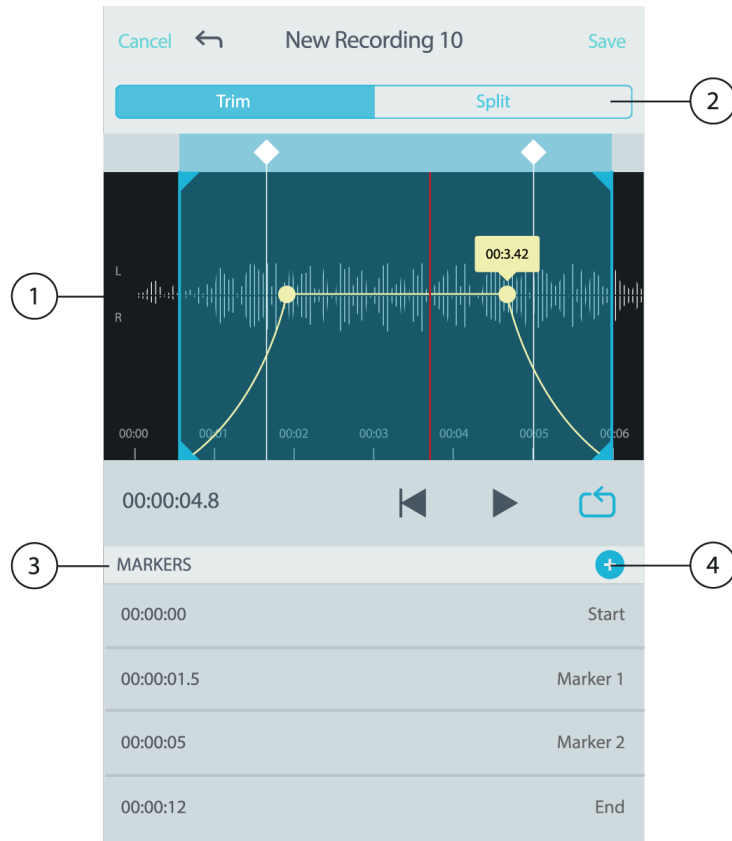 Cancel New Recording 10 Save
Trim Split
2
00:3.42
L
1
R
00:00 00:01 00:02 00:03 00:04 00:05 00:06
00:00:04.8
3 MARKERS + 4
00:00:00 Start
00:00:01.5 Marker 1
00:00:05 Marker 2
00:00:12 End